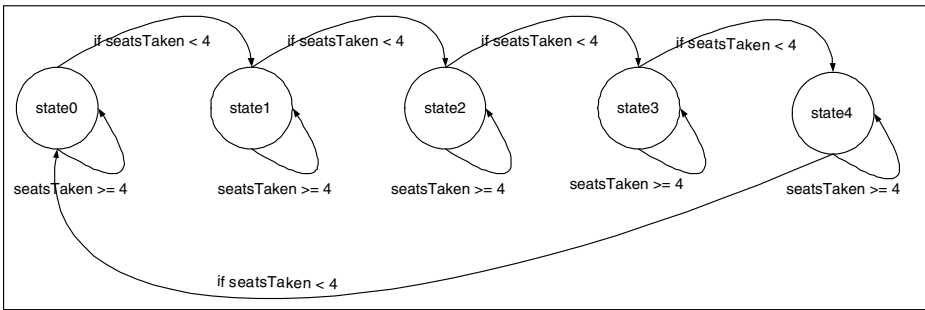 if seatsTaken < 4
if seatsTaken < 4
if seatsTaken < 4
if seatsTaken < 4
state0
state1
state2
state3
state4
seatsTaken >= 4
seatsTaken >= 4
seatsTaken >= 4
seatsTaken >= 4
seatsTaken >= 4
if seatsTaken < 4